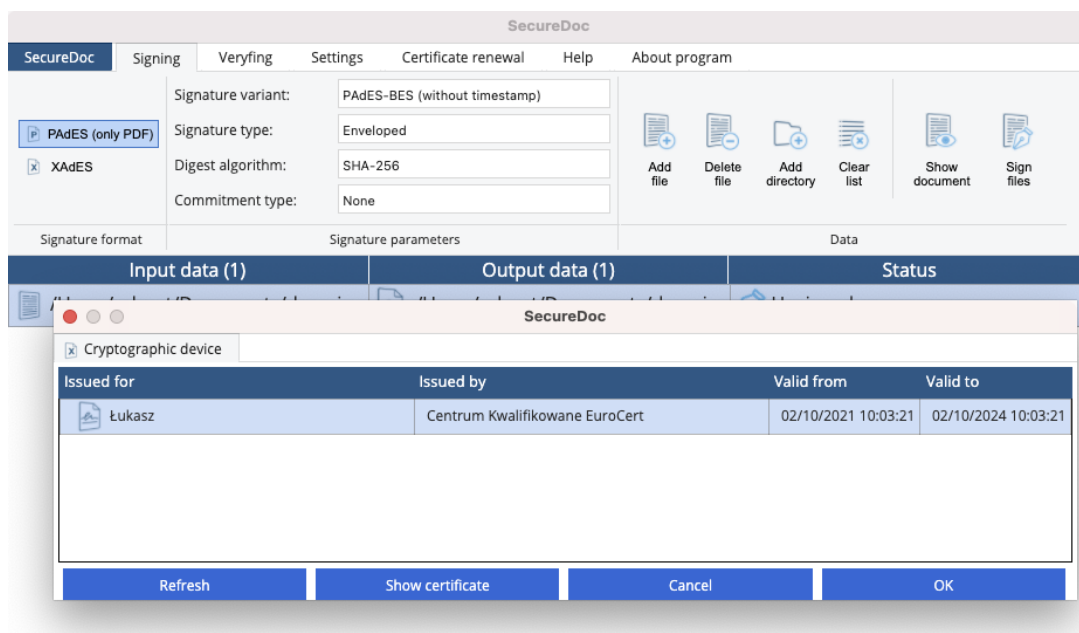 SecureDoc
SecureDoc Signing Veryfing Settings Certificate renewal Help About program
Signature variant: PAdES-BES (without timestamp)
PAdES (only PDF) Signature type: Enveloped
XAdES Digest algorithm: SHA-256
Commitment type: None
Add file Delete file Add directory Clear list Show document Sign files
Signature format Signature parameters Data
Input data (1) Output data (1) Status
SecureDoc
Cryptographic device
Issued for Issued by Valid from Valid to
Łukasz Centrum Kwalifikowane EuroCert 02/10/2021 10:03:21 02/10/2024 10:03:21
Refresh Show certificate Cancel OK